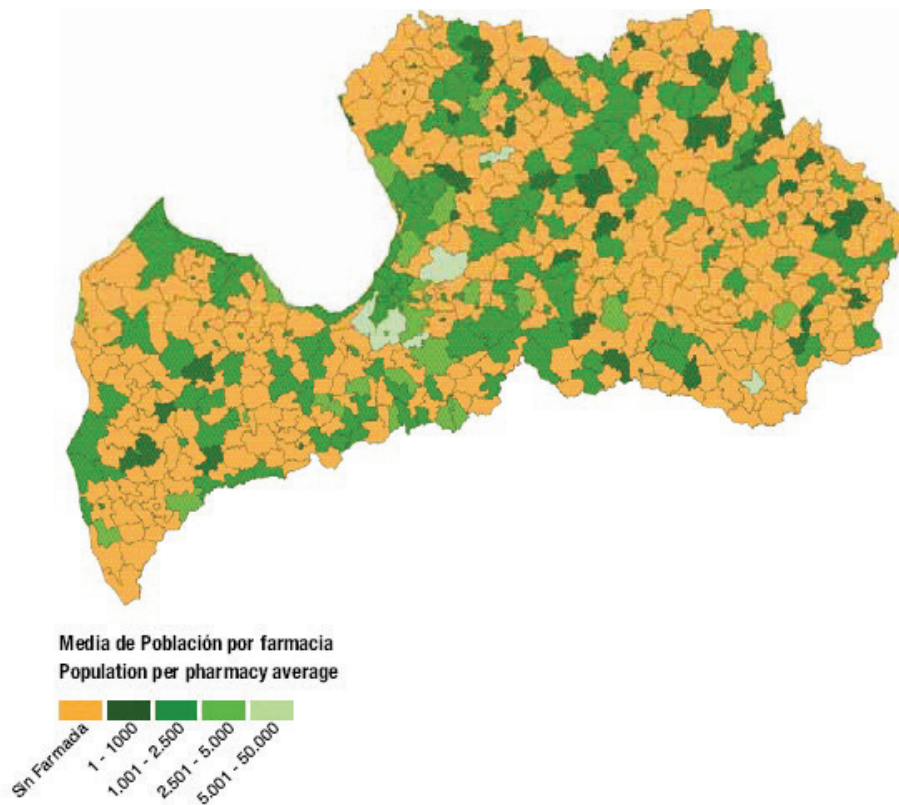 Media de Población por farmacia
Population per pharmacy average
Sin Farmacia
1 - 1000
1.001 - 2.500
2.501 - 5.000
5.001 - 50.000